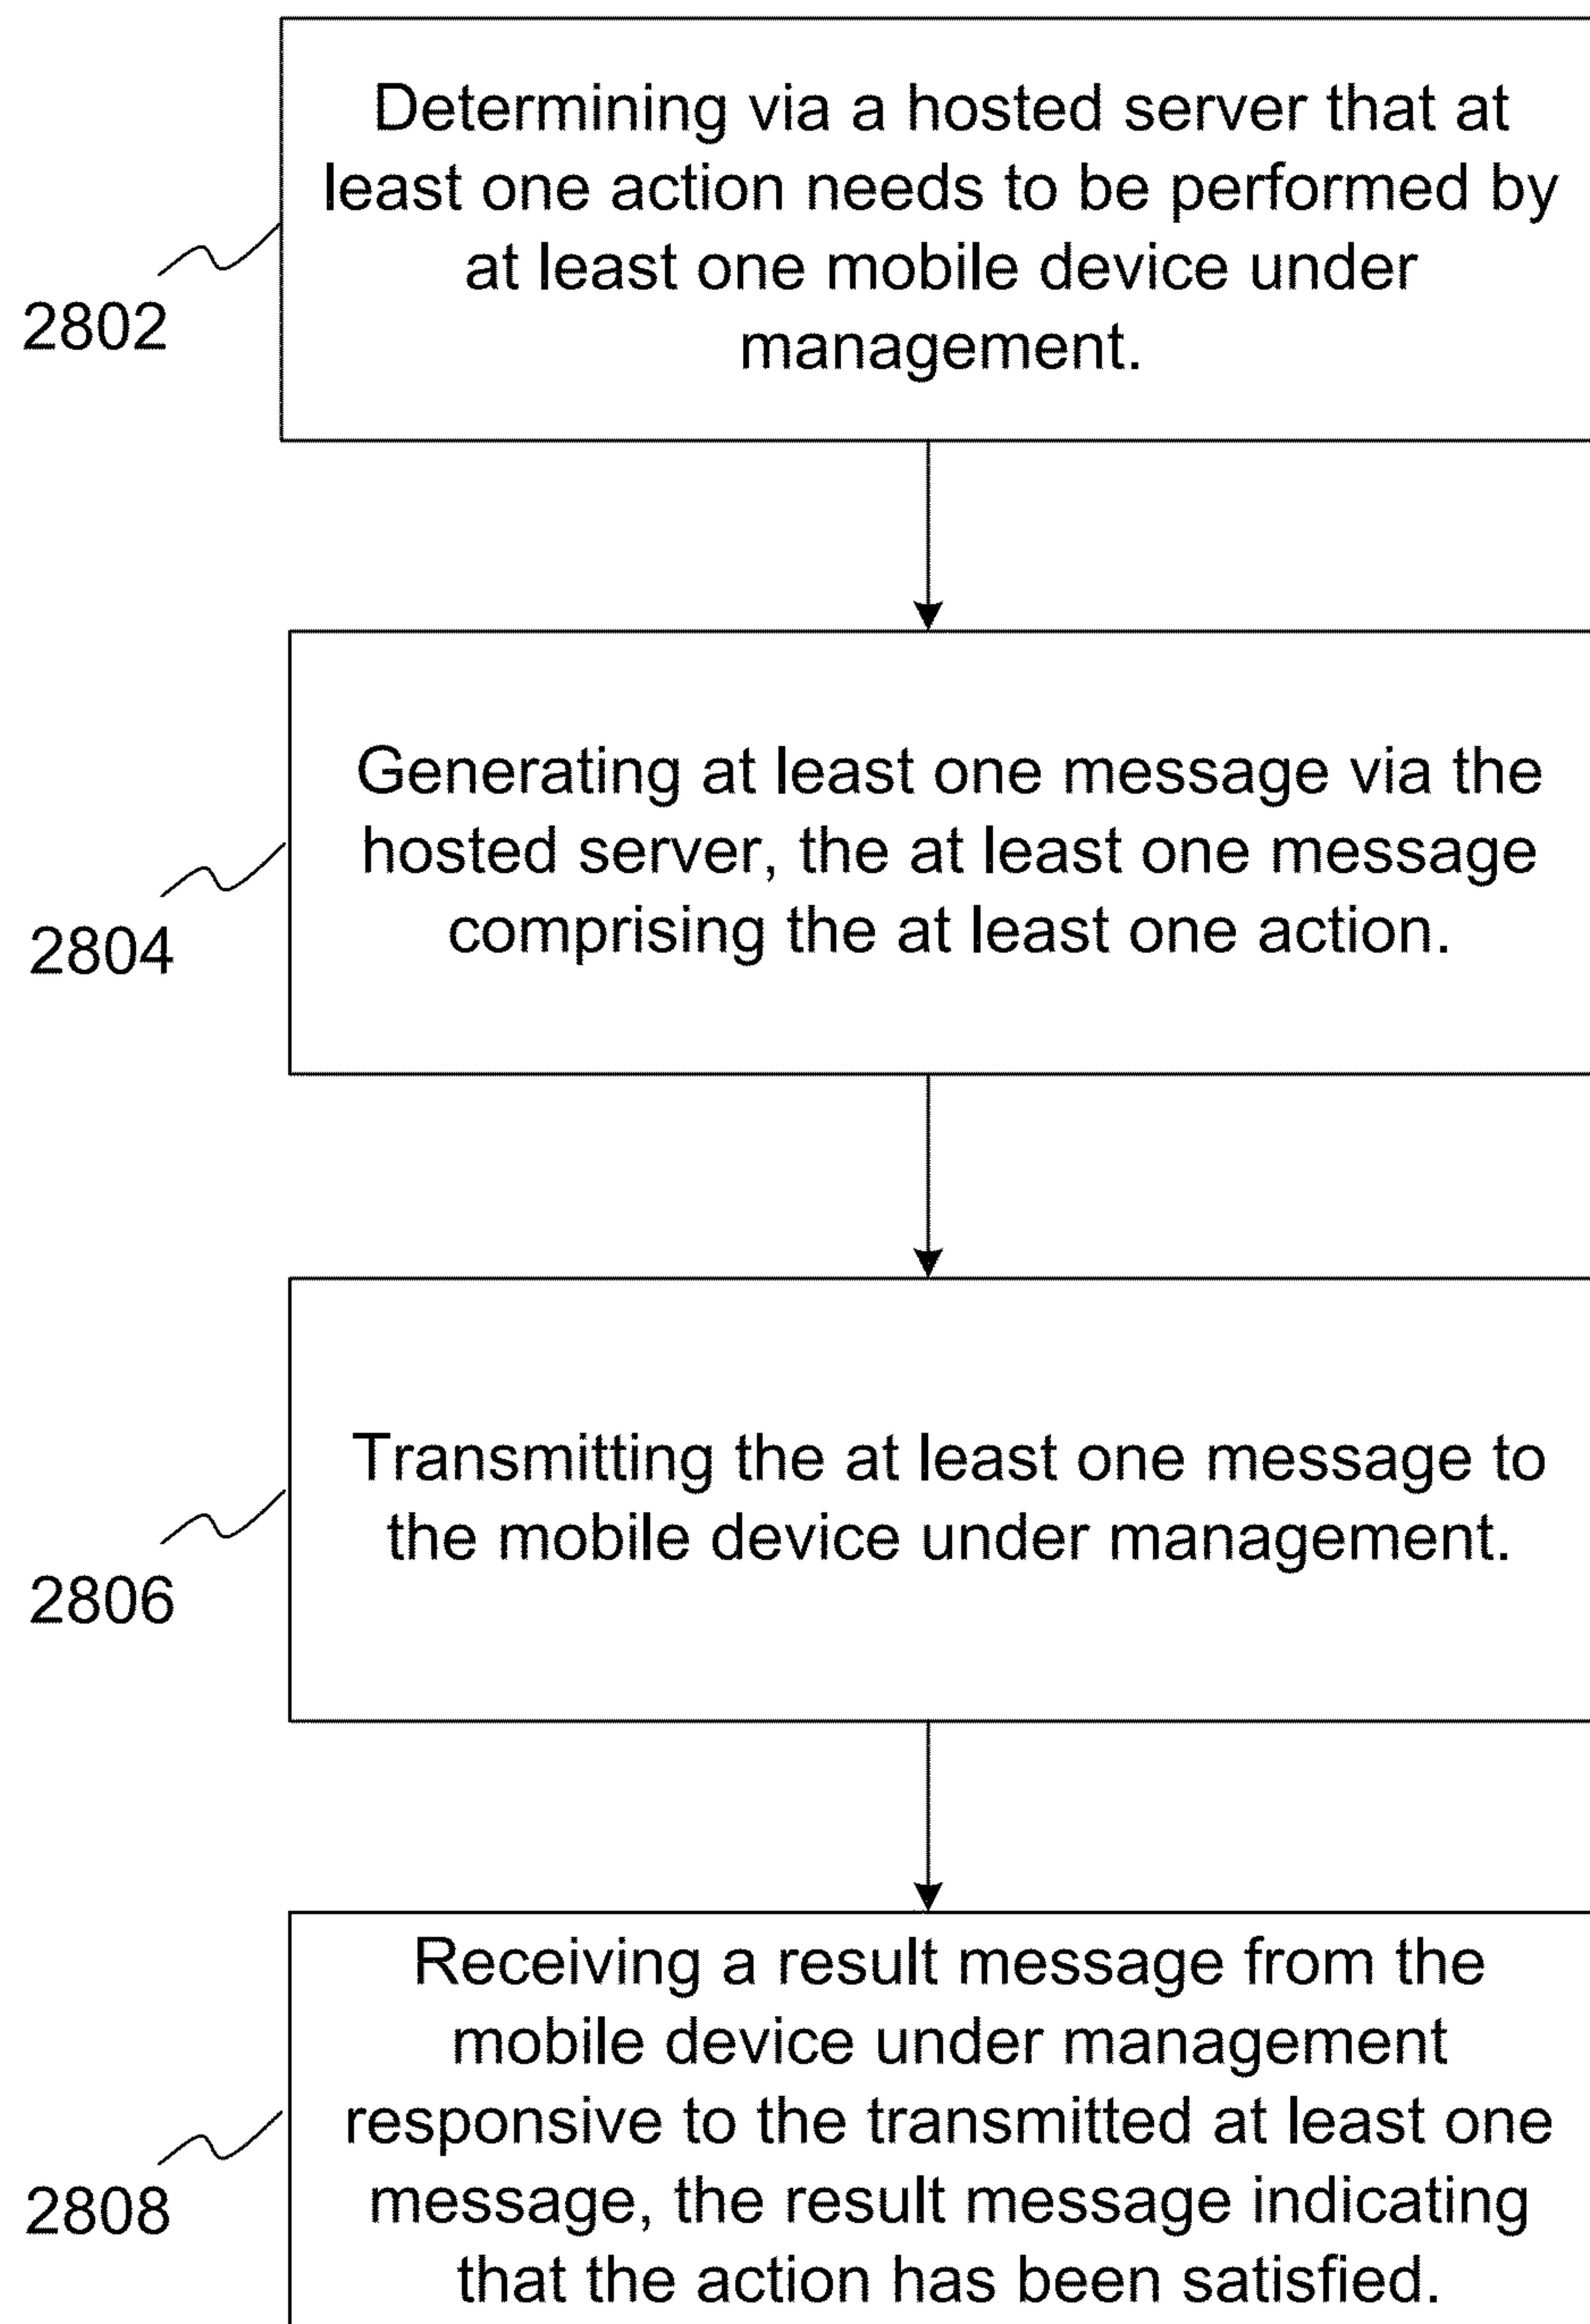 Determining via a hosted server that at
least one action needs to be performed by
at least one mobile device under
management.
2802
Generating at least one message via the
hosted server, the at least one message
comprising the at least one action.
2804
Transmitting the at least one message to
the mobile device under management.
2806
Receiving a result message from the
mobile device under management
responsive to the transmitted at least one
message, the result message indicating
that the action has been satisfied.
2808